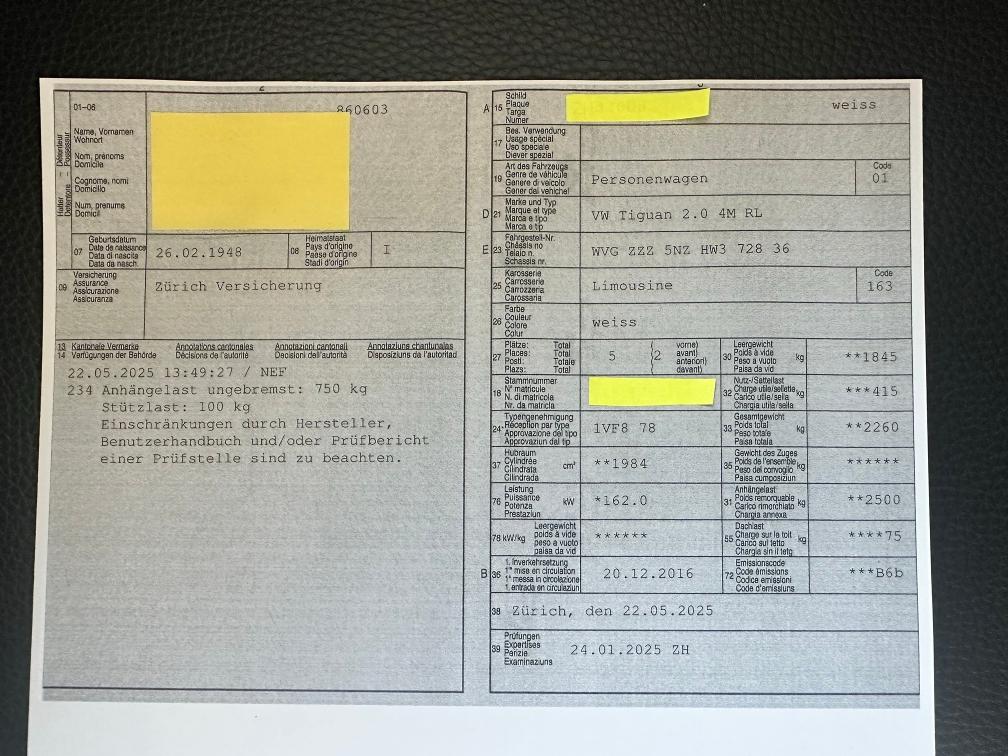 01-06
860603
Name, Vornamen
Wohnort
Nom, prénoms
Domicile
Cognome, nomi
Domicilio
Num, prenums
Domicil
Halter – Détenteur
Detentore – Possessur
07 Geburtsdatum
Date de naissance
Data di nascita
Data da nasch.
26.02.1948
08 Heimatstaat
Pays d'origine
Paese d'origine
Stadi d'origin
I
09 Versicherung
Assurance
Assicurazione
Assicuranza
Zürich Versicherung
13 Kantonale Vermerke Annotations cantonales Annotazioni cantonali Annotaziuns chantunalas
14 Verfügungen der Behörde Décisions de l'autorité Decisioni dell'autorità Disposiziuns da l'autoritad
22.05.2025 13:49:27 / NEF
234 Anhängelast ungebremst: 750 kg
Stützlast: 100 kg
Einschränkungen durch Hersteller,
Benutzerhandbuch und/oder Prüfbericht
einer Prüfstelle sind zu beachten.
A 15 Schild
Plaque
Targa
Numer
weiss
17 Bes. Verwendung
Usage spécial
Uso speciale
Diever spezial
19 Art des Fahrzeugs
Genre de véhicule
Genere di veicolo
Gener dal vehichel
Personenwagen
Code
01
D 21 Marke und Typ
Marque et type
Marca e tipo
Marca e tip
VW Tiguan 2.0 4M RL
E 23 Fahrgestell-Nr.
Châssis no
Telaio n.
Schassis nr.
WVG ZZZ 5NZ HW3 728 36
25 Karosserie
Carrosserie
Carrozzeria
Carossaria
Limousine
Code
163
26 Farbe
Couleur
Colore
Colur
weiss
27 Plätze: Total
Places: Total
Posti: Totale
Plazs: Total
5 (2 vorne)
avant)
anteriori)
davant)
30 Leergewicht
Poids à vide
Peso a vuoto
Paisa da vid
kg
**1845
18 Stammnummer
N° matricule
N. di matricola
Nr. da matricla
32 Nutz-/Sattellast
Charge utile/sellette
Carico utile/sella
Chargia utila/sella
kg
***415
24* Typengenehmigung
Réception par type
Approvazione del tipo
Approvaziun dal tip
1VF8 78
33 Gesamtgewicht
Poids total
Peso totale
Paisa totala
kg
**2260
37 Hubraum
Cylindrée
Cilindrata
Cilindrada
cm³
**1984
35 Gewicht des Zuges
Poids de l'ensemble
Peso del convoglio
Paisa cumposiziun
kg
******
76 Leistung
Puissance
Potenza
Prestaziun
kW
*162.0
31 Anhängelast
Poids remorquable
Carico rimorchiato
Chargia annexa
kg
**2500
78 kW/kg Leergewicht
poids à vide
peso a vuoto
paisa da vid
******
55 Dachlast
Charge sur le toit
Carico sul tetto
Chargia sin il tetg
kg
****75
B 36 1. Inverkehrsetzung
1re mise en circulation
1a messa in circolazione
1. entrada en circulaziun
20.12.2016
72 Emissionscode
Code émissions
Codice emissioni
Code d'emissiuns
***B6b
38 Zürich, den 22.05.2025
39 Prüfungen
Expertises
Perizie
Examinaziuns
24.01.2025 ZH